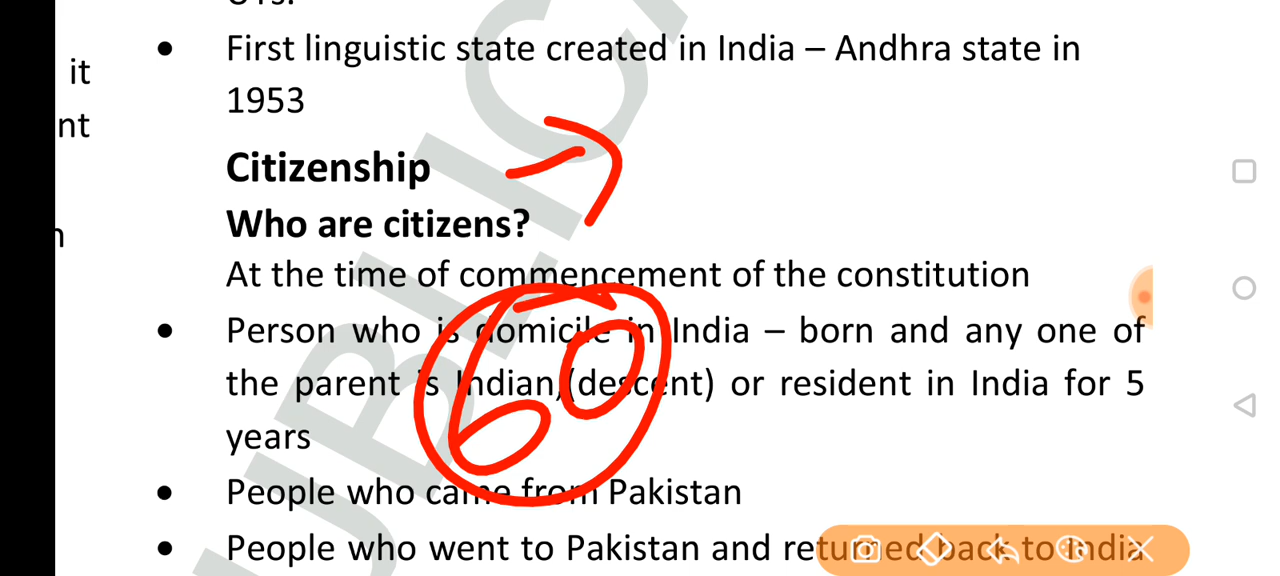 it
nt
First linguistic state created in India – Andhra state in
1953
Citizenship
Who are citizens?
At the time of commencement of the constitution
Person who is domicile in India – born and any one of
the parent is Indian,(descent) or resident in India for 5
years
60
People who came from Pakistan
People who went to Pakistan and returned back to India